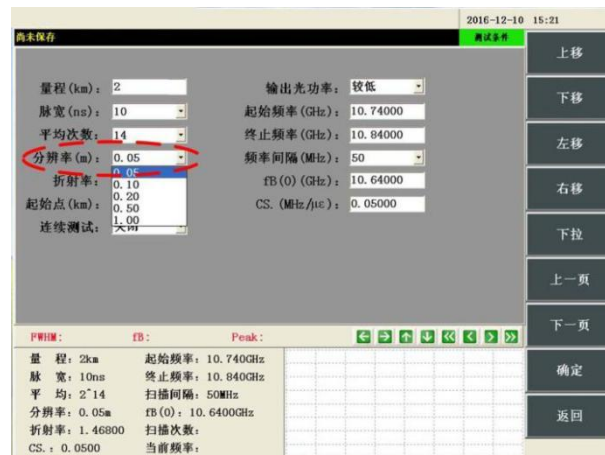 2016-12-10 15:21
尚未保存
测试条件
量程(km): 2
脉宽(ns): 10
平均次数: 14
分辨率(m): 0.05
0.05
0.10
0.20
0.50
1.00
折射率:
起始点(km):
连续测试: 关闭
输出光功率: 较低
起始频率(GHz): 10.74000
终止频率(GHz): 10.84000
频率间隔(MHz): 50
fB(0)(GHz): 10.64000
CS. (MHz/με): 0.05000
上移
下移
左移
右移
下拉
上一页
下一页
确定
返回
FWHM: fB: Peak:
量 程: 2km 起始频率: 10.740GHz
脉 宽: 10ns 终止频率: 10.840GHz
平 均: 2^14 扫描间隔: 50MHz
分辨率: 0.05m fB(0): 10.6400GHz
折射率: 1.46800 扫描次数:
CS.: 0.0500 当前频率: